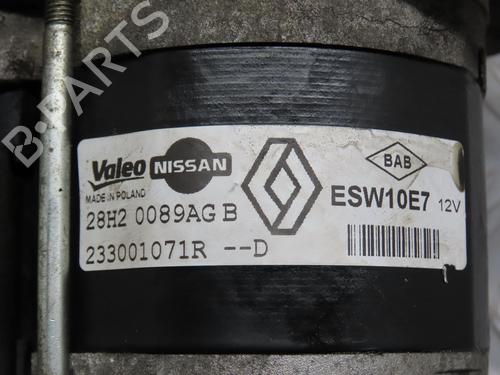 B-PARTS
Valeo NISSAN
MADE IN POLAND
28H2 0089AG B
233001071R --D
BAB
ESW10E7 12V